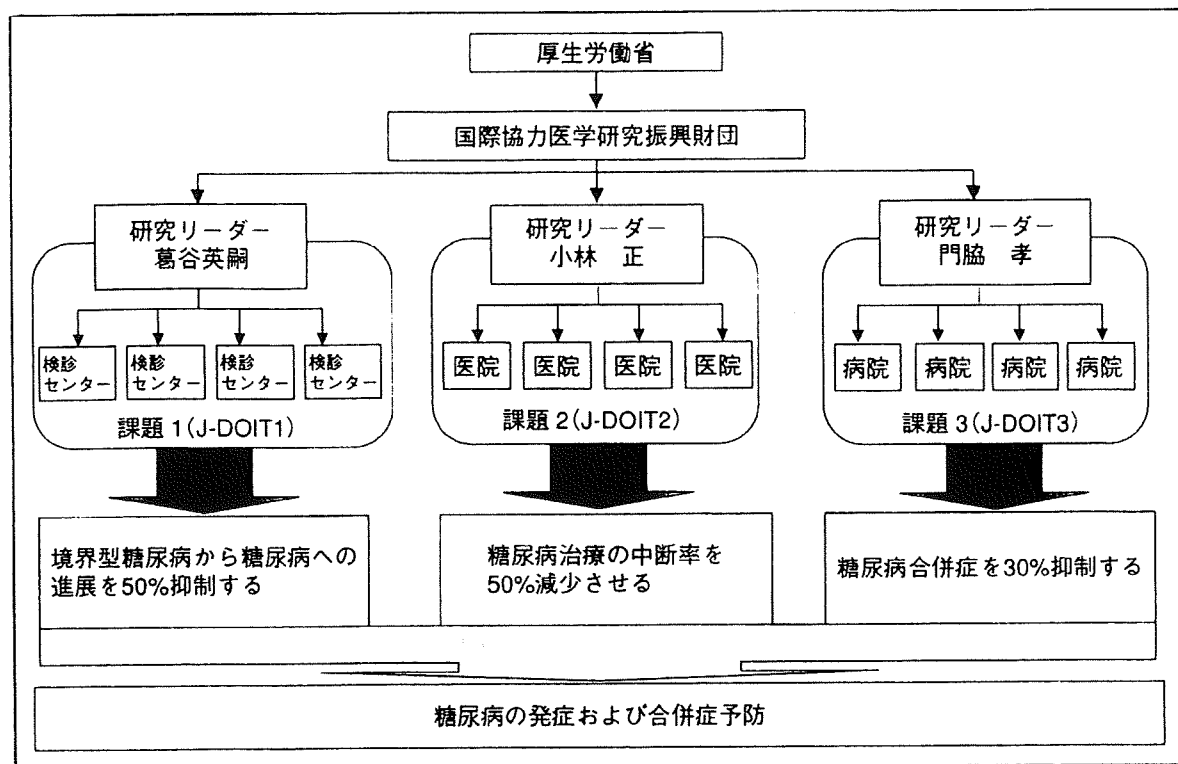 厚生労働省
国際協力医学研究振興財団
研究リーダー
葛谷英嗣
研究リーダー
小林 正
研究リーダー
門脇 孝
検診
センター
検診
センター
検診
センター
検診
センター
医院
医院
医院
医院
病院
病院
病院
病院
課題1(J-DOIT1)
課題2(J-DOIT2)
課題3(J-DOIT3)
境界型糖尿病から糖尿病への
進展を50%抑制する
糖尿病治療の中断率を
50%減少させる
糖尿病合併症を30%抑制する
糖尿病の発症および合併症予防